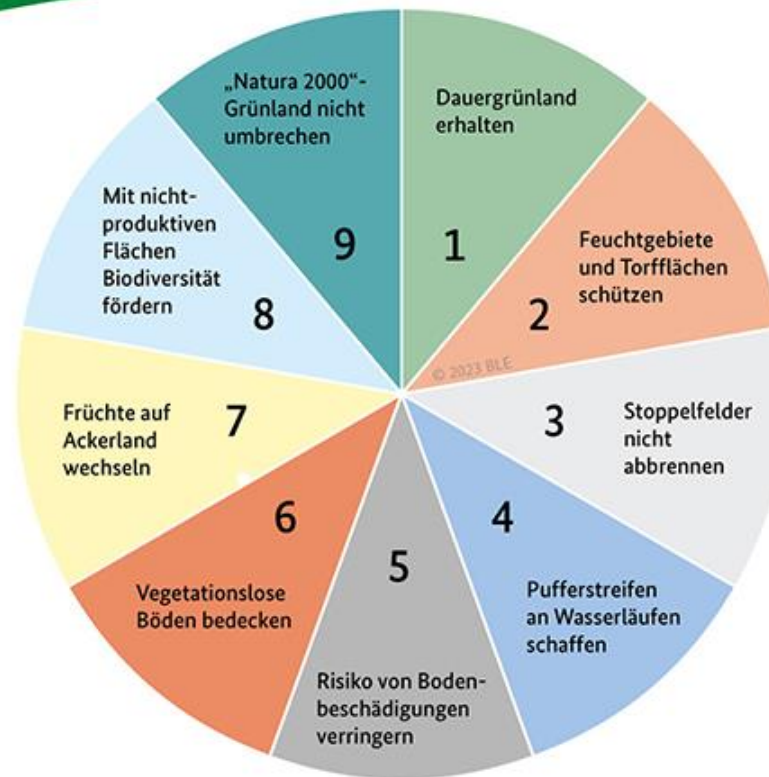 Dauergrünland
erhalten
1
Feuchtgebiete
und Torfflächen
schützen
2
© 2023 BLE
3
Stoppelfelder
nicht
abbrennen
4
Pufferstreifen
an Wasserläufen
schaffen
5
Risiko von Boden-
beschädigungen
verringern
6
Vegetationslose
Böden bedecken
7
Früchte auf
Ackerland
wechseln
Mit nicht-
produktiven
Flächen
Biodiversität
fördern
8
„Natura 2000“-
Grünland nicht
umbrechen
9